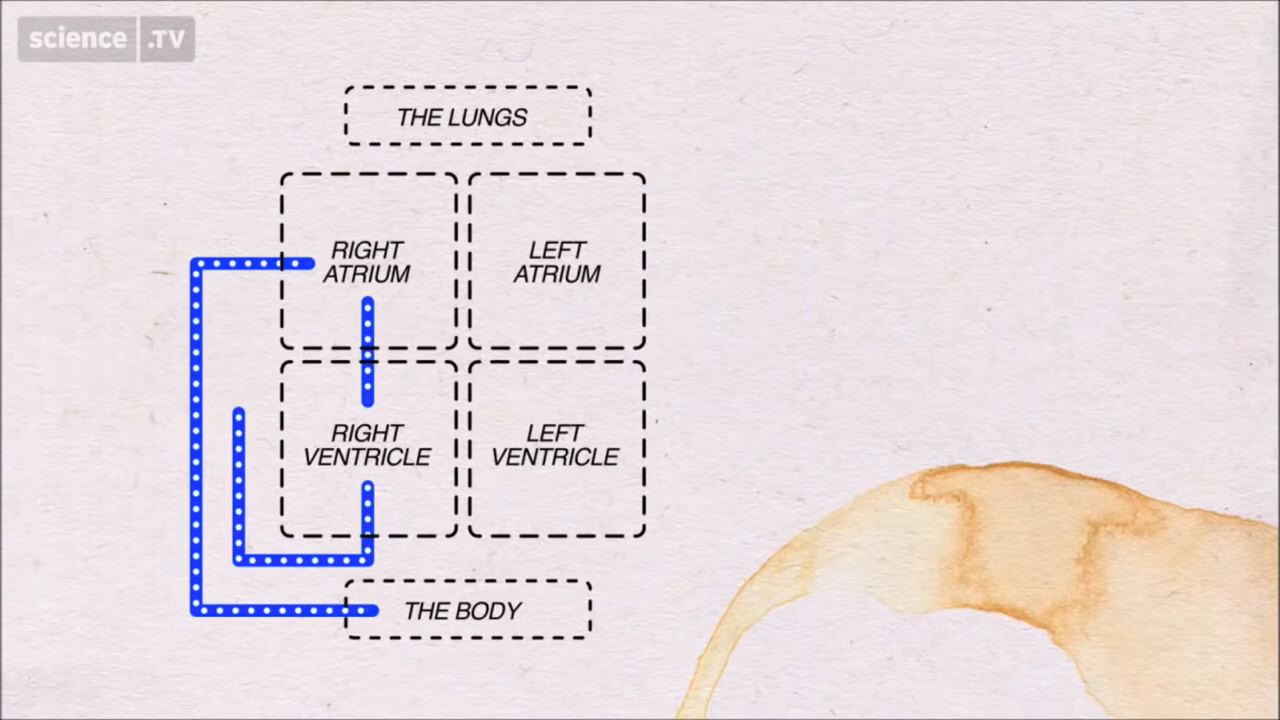 science .TV
THE LUNGS
RIGHT
ATRIUM
LEFT
ATRIUM
RIGHT
VENTRICLE
LEFT
VENTRICLE
THE BODY